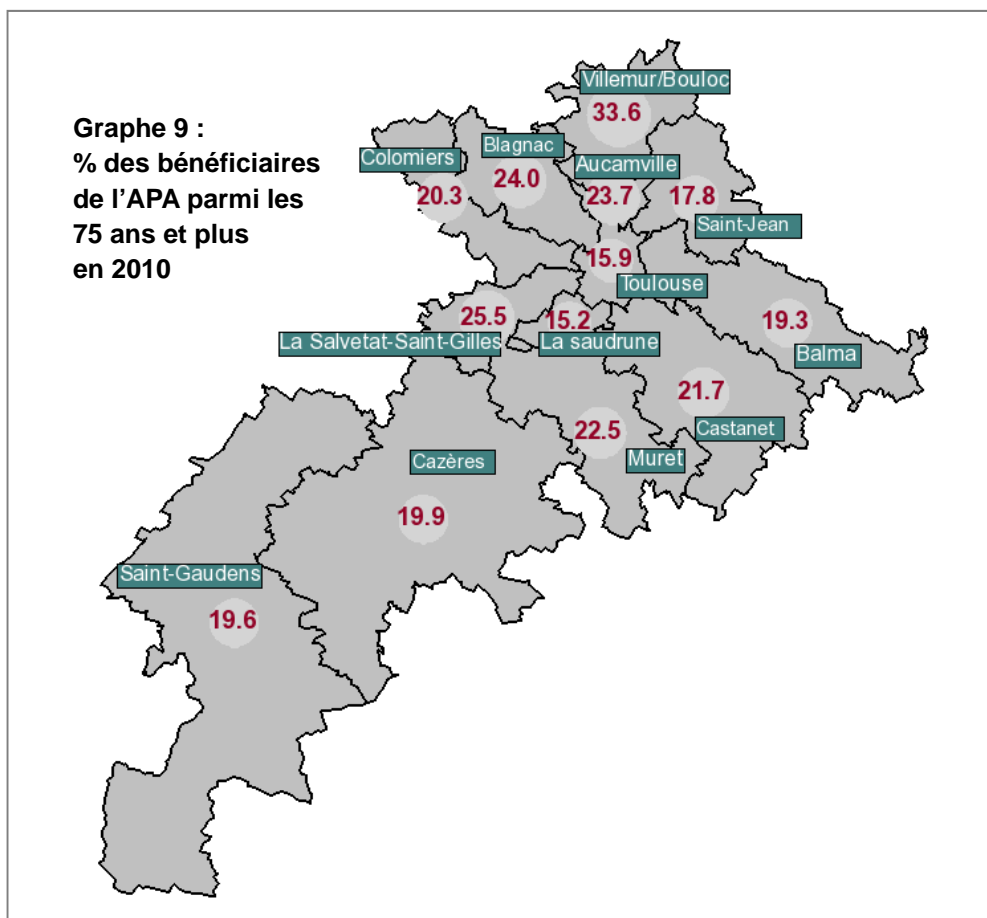 Graphe 9 :
% des bénéficiaires
de l'APA parmi les
75 ans et plus
en 2010
Villemur/Bouloc
33.6
Blagnac
24.0
Colomiers
20.3
Aucamville
23.7
17.8
Saint-Jean
15.9
Toulouse
25.5
La Salvetat-Saint-Gilles
15.2
La saudrune
19.3
Balma
21.7
Castanet
22.5
Muret
Cazères
19.9
Saint-Gaudens
19.6